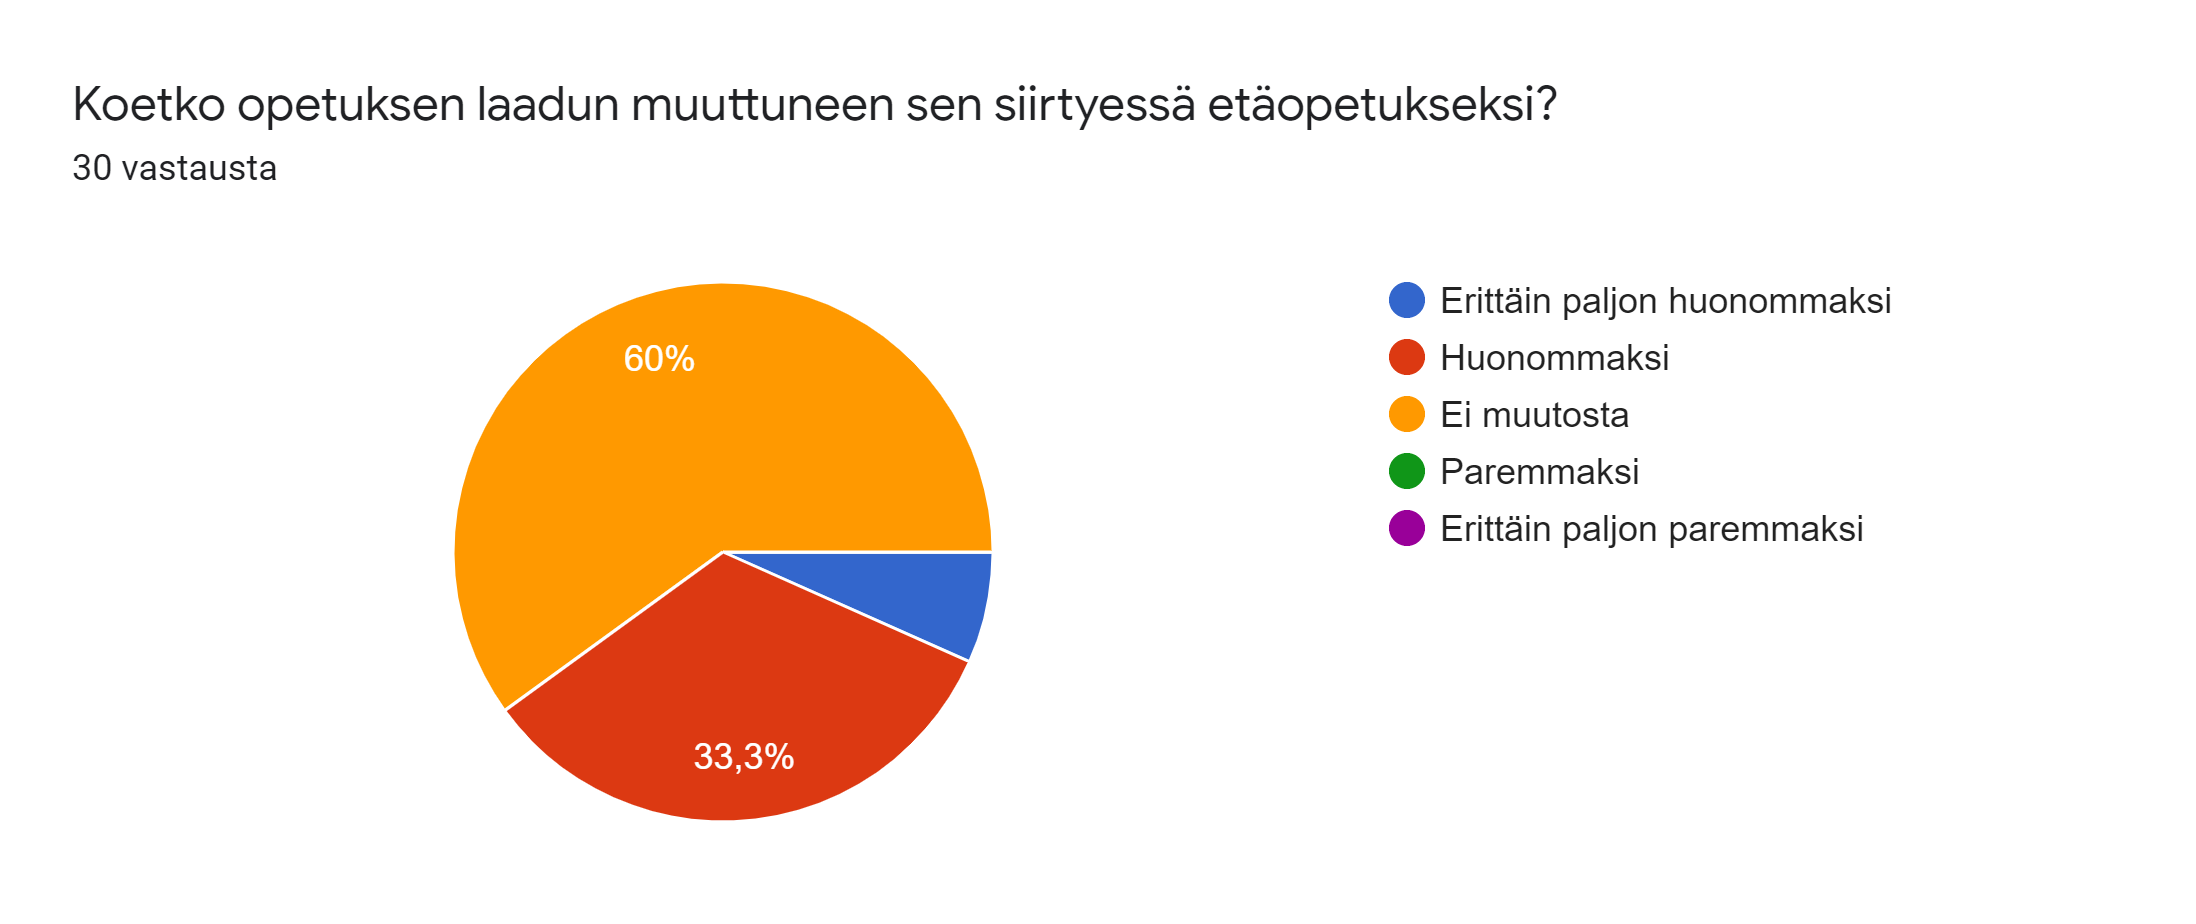 Koetko opetuksen laadun muuttuneen sen siirtyessä etäopetukseksi?
30 vastausta
60%
33,3%
Erittäin paljon huonommaksi
Huonommaksi
Ei muutosta
Paremmaksi
Erittäin paljon paremmaksi